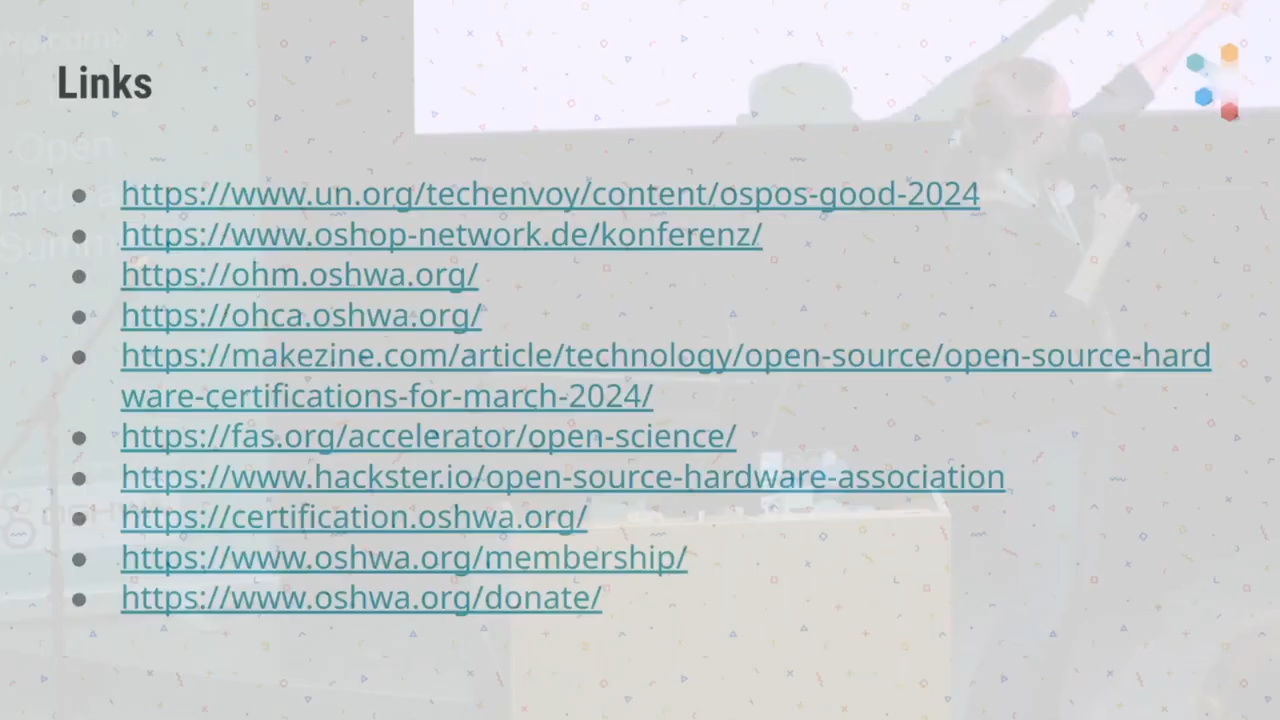 Links
https://www.un.org/techenvoy/content/ospos-good-2024
https://www.oshop-network.de/konferenz/
https://ohm.oshwa.org/
https://ohca.oshwa.org/
https://makezine.com/article/technology/open-source/open-source-hard
ware-certifications-for-march-2024/
https://fas.org/accelerator/open-science/
https://www.hackster.io/open-source-hardware-association
https://certification.oshwa.org/
https://www.oshwa.org/membership/
https://www.oshwa.org/donate/
Open